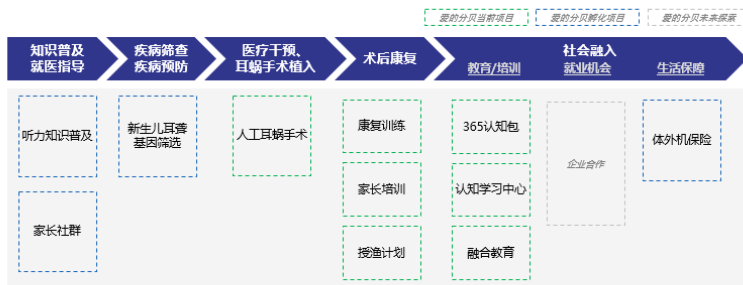 爱的分贝当前项目
爱的分贝孵化项目
爱的分贝未来探索
知识普及
就医指导
疾病筛查
疾病预防
医疗干预、
耳蜗手术植入
术后康复
社会融入
教育/培训
就业机会
生活保障
听力知识普及
家长社群
新生儿耳聋
基因筛选
人工耳蜗手术
康复训练
家长培训
授渔计划
365认知包
认知学习中心
融合教育
企业合作
体外机保险